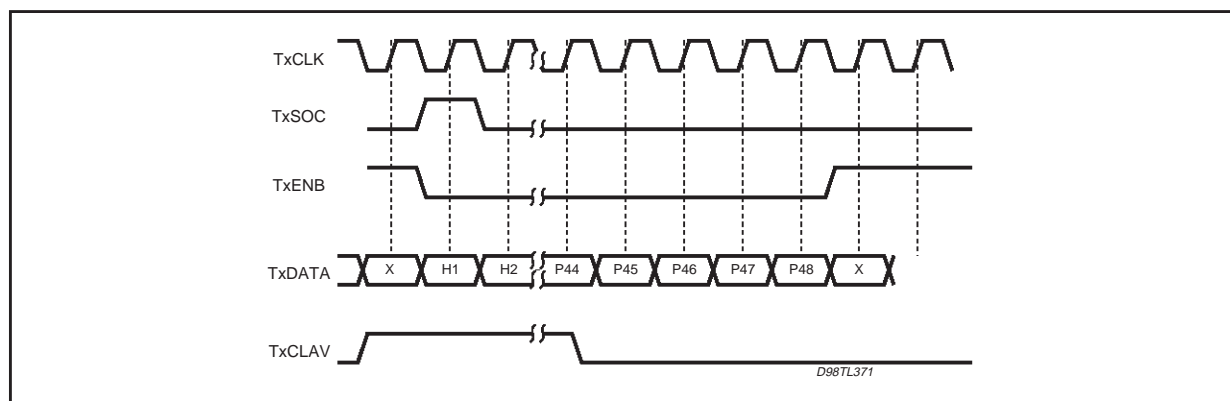 TxCLK
TxSOC
TxENB
TxDATA X H1 H2 P44 P45 P46 P47 P48 X
TxCLAV
D98TL371